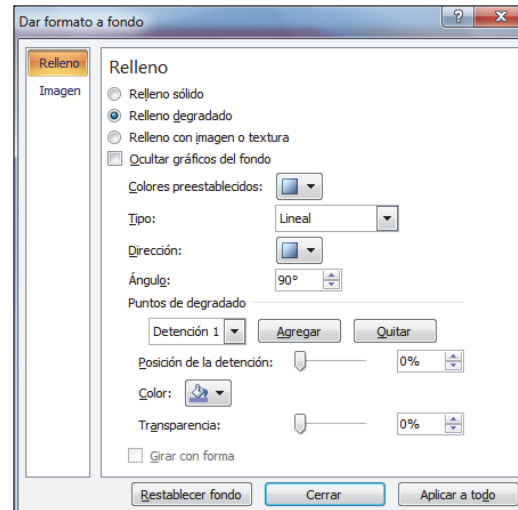 Dar formato a fondo
Relleno
Imagen
Relleno
Relleno sólido
Relleno degradado
Relleno con imagen o textura
Ocultar gráficos del fondo
Colores preestablecidos:
Tipo: Lineal
Dirección:
Ángulo: 90°
Puntos de degradado
Detención 1 Agregar Quitar
Posición de la detención: 0%
Color:
Transparencia: 0%
Girar con forma
Restablecer fondo Cerrar Aplicar a todo